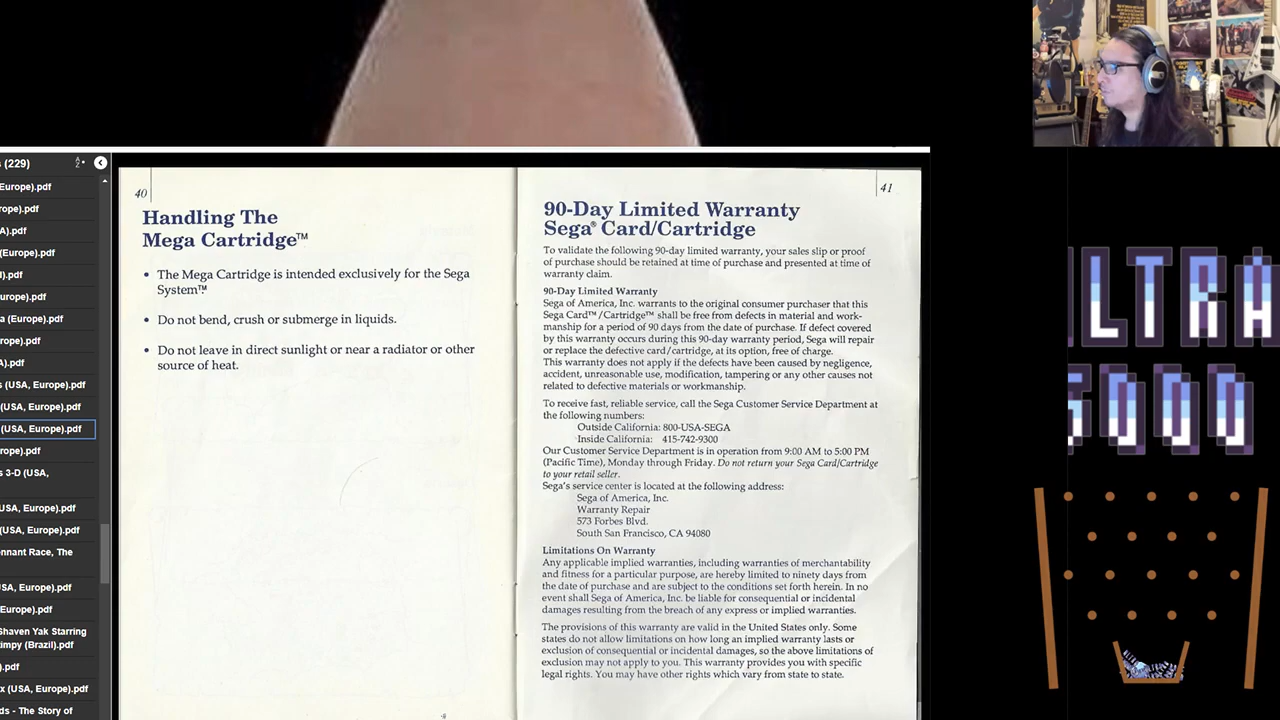 s (229)
Europe).pdf
rope).pdf
A).pdf
(Europe).pdf
l).pdf
urope).pdf
a (Europe).pdf
rope).pdf
A).pdf
s (USA, Europe).pdf
(USA, Europe).pdf
(USA, Europe).pdf
rope).pdf
s 3-D (USA,
USA, Europe).pdf
(USA, Europe).pdf
ennant Race, The
SA, Europe).pdf
Europe).pdf
Shaven Yak Starring
impy (Brazil).pdf
).pdf
x (USA, Europe).pdf
ds - The Story of
40
Handling The
Mega Cartridge™
• The Mega Cartridge is intended exclusively for the Sega
System™.
• Do not bend, crush or submerge in liquids.
• Do not leave in direct sunlight or near a radiator or other
source of heat.
41
90-Day Limited Warranty
Sega® Card/Cartridge
To validate the following 90-day limited warranty, your sales slip or proof
of purchase should be retained at time of purchase and presented at time of
warranty claim.
90-Day Limited Warranty
Sega of America, Inc. warrants to the original consumer purchaser that this
Sega Card™/Cartridge™ shall be free from defects in material and work-
manship for a period of 90 days from the date of purchase. If defect covered
by this warranty occurs during this 90-day warranty period, Sega will repair
or replace the defective card/cartridge, at its option, free of charge.
This warranty does not apply if the defects have been caused by negligence,
accident, unreasonable use, modification, tampering or any other causes not
related to defective materials or workmanship.
To receive fast, reliable service, call the Sega Customer Service Department at
the following numbers:
Outside California: 800-USA-SEGA
Inside California: 415-742-9300
Our Customer Service Department is in operation from 9:00 AM to 5:00 PM
(Pacific Time), Monday through Friday. Do not return your Sega Card/Cartridge
to your retail seller.
Sega's service center is located at the following address:
Sega of America, Inc.
Warranty Repair
573 Forbes Blvd.
South San Francisco, CA 94080
Limitations On Warranty
Any applicable implied warranties, including warranties of merchantability
and fitness for a particular purpose, are hereby limited to ninety days from
the date of purchase and are subject to the conditions set forth herein. In no
event shall Sega of America, Inc. be liable for consequential or incidental
damages resulting from the breach of any express or implied warranties.
The provisions of this warranty are valid in the United States only. Some
states do not allow limitations on how long an implied warranty lasts or
exclusion of consequential or incidental damages, so the above limitations of
exclusion may not apply to you. This warranty provides you with specific
legal rights. You may have other rights which vary from state to state.
LTRA